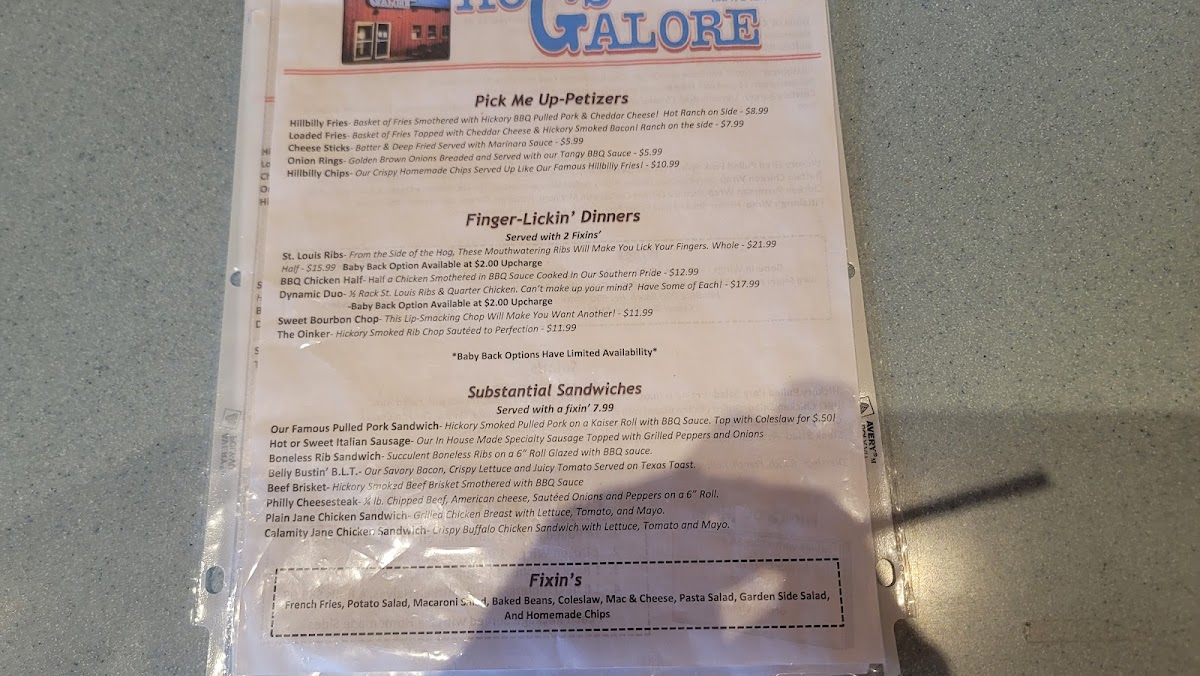 GALORE
GALORE
Pick Me Up-Petizers
Hillbilly Fries- Basket of Fries Smothered with Hickory BBQ Pulled Pork & Cheddar Cheese! Hot Ranch on Side - $8.99
Loaded Fries- Basket of Fries Topped with Cheddar Cheese & Hickory Smoked Bacon! Ranch on the side - $7.99
Cheese Sticks- Batter & Deep Fried Served with Marinara Sauce - $5.99
Onion Rings- Golden Brown Onions Breaded and Served with our Tangy BBQ Sauce - $5.99
Hillbilly Chips- Our Crispy Homemade Chips Served Up Like Our Famous Hillbilly Fries! - $10.99
Finger-Lickin' Dinners
Served with 2 Fixins'
St. Louis Ribs- From the Side of the Hog, These Mouthwatering Ribs Will Make You Lick Your Fingers. Whole - $21.99
Half - $15.99 Baby Back Option Available at $2.00 Upcharge
BBQ Chicken Half- Half a Chicken Smothered in BBQ Sauce Cooked In Our Southern Pride - $12.99
Dynamic Duo- ½ Rack St. Louis Ribs & Quarter Chicken. Can't make up your mind? Have Some of Each! - $17.99
-Baby Back Option Available at $2.00 Upcharge
Sweet Bourbon Chop- This Lip-Smacking Chop Will Make You Want Another! - $11.99
The Oinker- Hickory Smoked Rib Chop Sautéed to Perfection - $11.99
*Baby Back Options Have Limited Availability*
Substantial Sandwiches
Served with a fixin' 7.99
Our Famous Pulled Pork Sandwich- Hickory Smoked Pulled Pork on a Kaiser Roll with BBQ Sauce. Top with Coleslaw for $.50!
Hot or Sweet Italian Sausage- Our In House Made Specialty Sausage Topped with Grilled Peppers and Onions
Boneless Rib Sandwich- Succulent Boneless Ribs on a 6" Roll Glazed with BBQ sauce.
Belly Bustin' B.L.T.- Our Savory Bacon, Crispy Lettuce and Juicy Tomato Served on Texas Toast.
Beef Brisket- Hickory Smoked Beef Brisket Smothered with BBQ Sauce
Philly Cheesesteak- ¼ lb. Chipped Beef, American cheese, Sautéed Onions and Peppers on a 6" Roll.
Plain Jane Chicken Sandwich- Grilled Chicken Breast with Lettuce, Tomato, and Mayo.
Calamity Jane Chicken Sandwich- Crispy Buffalo Chicken Sandwich with Lettuce, Tomato and Mayo.
Fixin's
French Fries, Potato Salad, Macaroni Salad, Baked Beans, Coleslaw, Mac & Cheese, Pasta Salad, Garden Side Salad,
And Homemade Chips
AVERY®